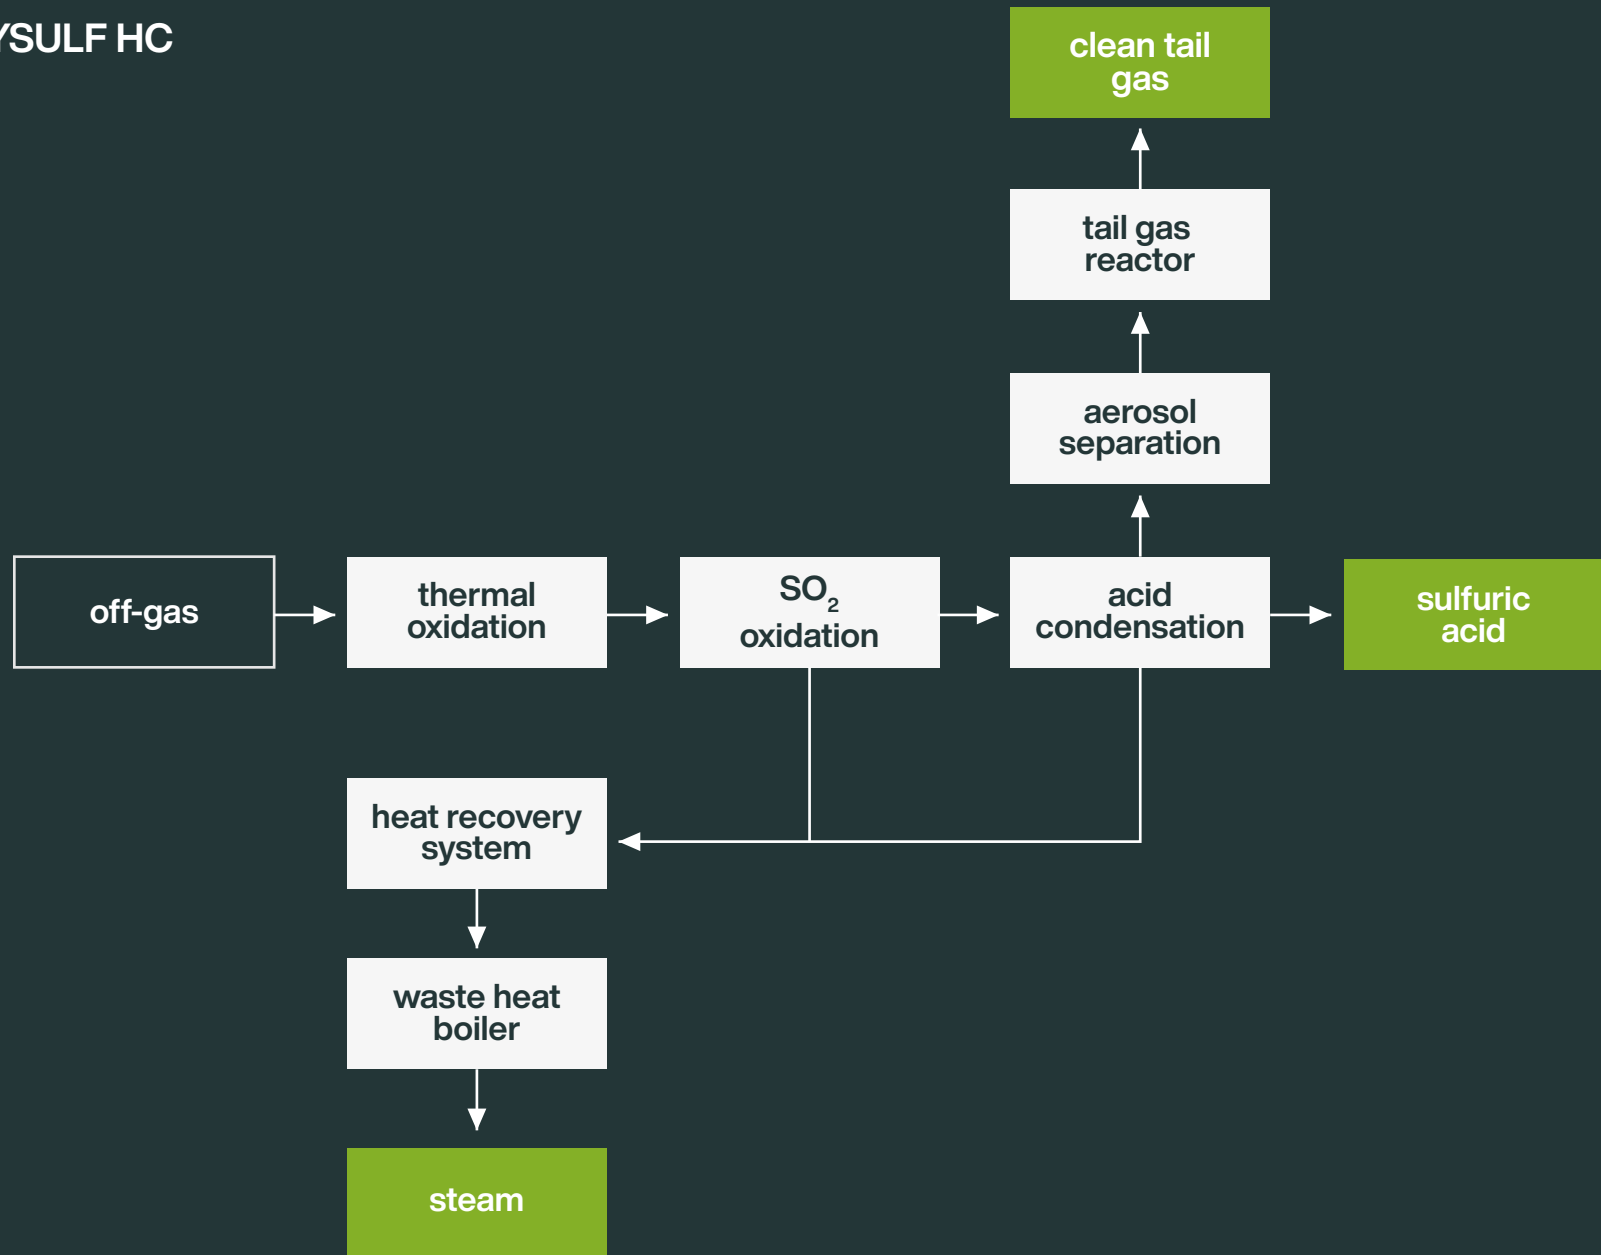 YSULF HC
clean tail
gas
tail gas
reactor
aerosol
separation
off-gas
thermal
oxidation
SO₂
oxidation
acid
condensation
sulfuric
acid
heat recovery
system
waste heat
boiler
steam